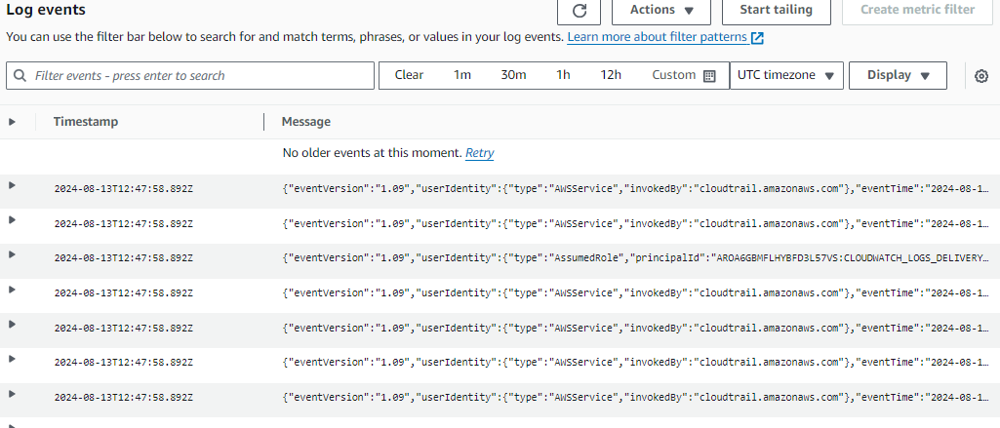 Log events
Actions
Start tailing
Create metric filter
You can use the filter bar below to search for and match terms, phrases, or values in your log events. Learn more about filter patterns
Filter events - press enter to search
Clear 1m 30m 1h 12h Custom UTC timezone Display
Timestamp Message
No older events at this moment. Retry
2024-08-13T12:47:58.892Z {"eventVersion":"1.09","userIdentity":{"type":"AWSService","invokedBy":"cloudtrail.amazonaws.com"},"eventTime":"2024-08-1…
2024-08-13T12:47:58.892Z {"eventVersion":"1.09","userIdentity":{"type":"AWSService","invokedBy":"cloudtrail.amazonaws.com"},"eventTime":"2024-08-1…
2024-08-13T12:47:58.892Z {"eventVersion":"1.09","userIdentity":{"type":"AssumedRole","principalId":"AROA6GBMFLHYBFD3L57VS:CLOUDWATCH_LOGS_DELIVERY…
2024-08-13T12:47:58.892Z {"eventVersion":"1.09","userIdentity":{"type":"AWSService","invokedBy":"cloudtrail.amazonaws.com"},"eventTime":"2024-08-1…
2024-08-13T12:47:58.892Z {"eventVersion":"1.09","userIdentity":{"type":"AWSService","invokedBy":"cloudtrail.amazonaws.com"},"eventTime":"2024-08-1…
2024-08-13T12:47:58.892Z {"eventVersion":"1.09","userIdentity":{"type":"AWSService","invokedBy":"cloudtrail.amazonaws.com"},"eventTime":"2024-08-1…
2024-08-13T12:47:58.892Z {"eventVersion":"1.09","userIdentity":{"type":"AWSService","invokedBy":"cloudtrail.amazonaws.com"},"eventTime":"2024-08-1…